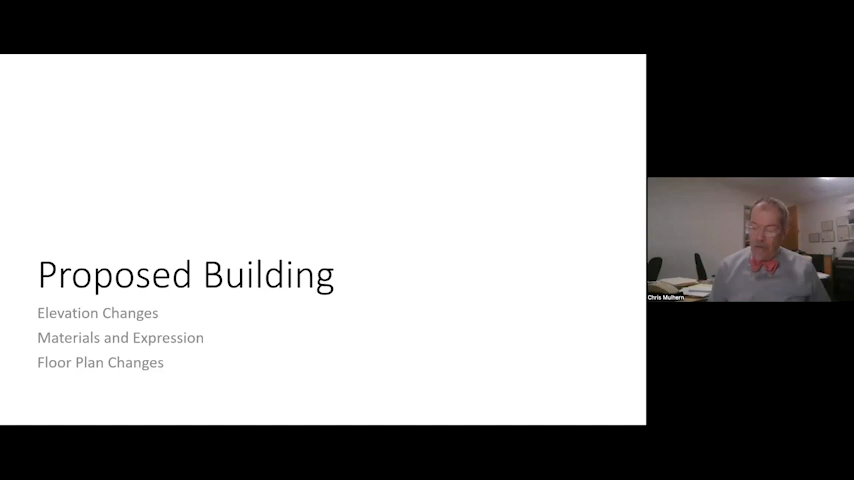 Proposed Building
Elevation Changes
Materials and Expression
Floor Plan Changes
Chris Mulhern